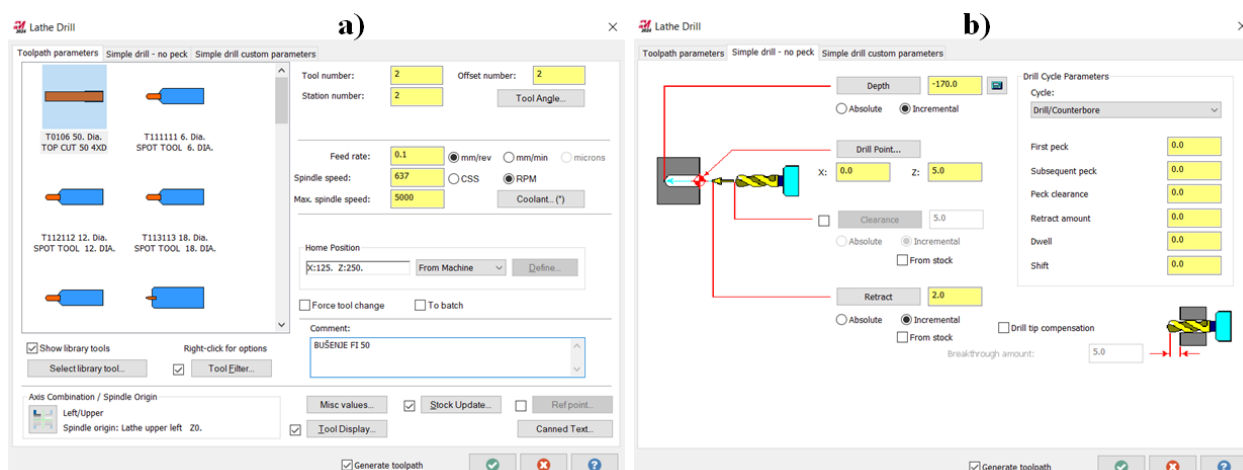 a)
Lathe Drill
Toolpath parameters Simple drill - no peck Simple drill custom parameters
T0106 50. Dia.
TOP CUT 50 4XD
T111111 6. Dia.
SPOT TOOL 6. DIA.
T112112 12. Dia.
SPOT TOOL 12. DIA.
T113113 18. Dia.
SPOT TOOL 18. DIA.
Show library tools
Right-click for options
Select library tool...
Tool Filter...
Axis Combination / Spindle Origin
Left/Upper
Spindle origin: Lathe upper left Z0.
Tool number: 2 Offset number: 2
Station number: 2 Tool Angle...
Feed rate: 0.1 mm/rev mm/min microns
Spindle speed: 637 CSS RPM
Max. spindle speed: 5000 Coolant... (*)
Home Position
X:125. Z:250. From Machine Define...
Force tool change To batch
Comment:
BUŠENJE FI 50
Misc values... Stock Update... Ref point...
Tool Display... Canned Text...
Generate toolpath
b)
Lathe Drill
Toolpath parameters Simple drill - no peck Simple drill custom parameters
Depth -170.0
Absolute Incremental
Drill Point...
X: 0.0 Z: 5.0
Clearance 5.0
Absolute Incremental
From stock
Retract 2.0
Absolute Incremental
From stock
Drill Cycle Parameters
Cycle:
Drill/Counterbore
First peck 0.0
Subsequent peck 0.0
Peck clearance 0.0
Retract amount 0.0
Dwell 0.0
Shift 0.0
Drill tip compensation
Breakthrough amount: 5.0
Generate toolpath